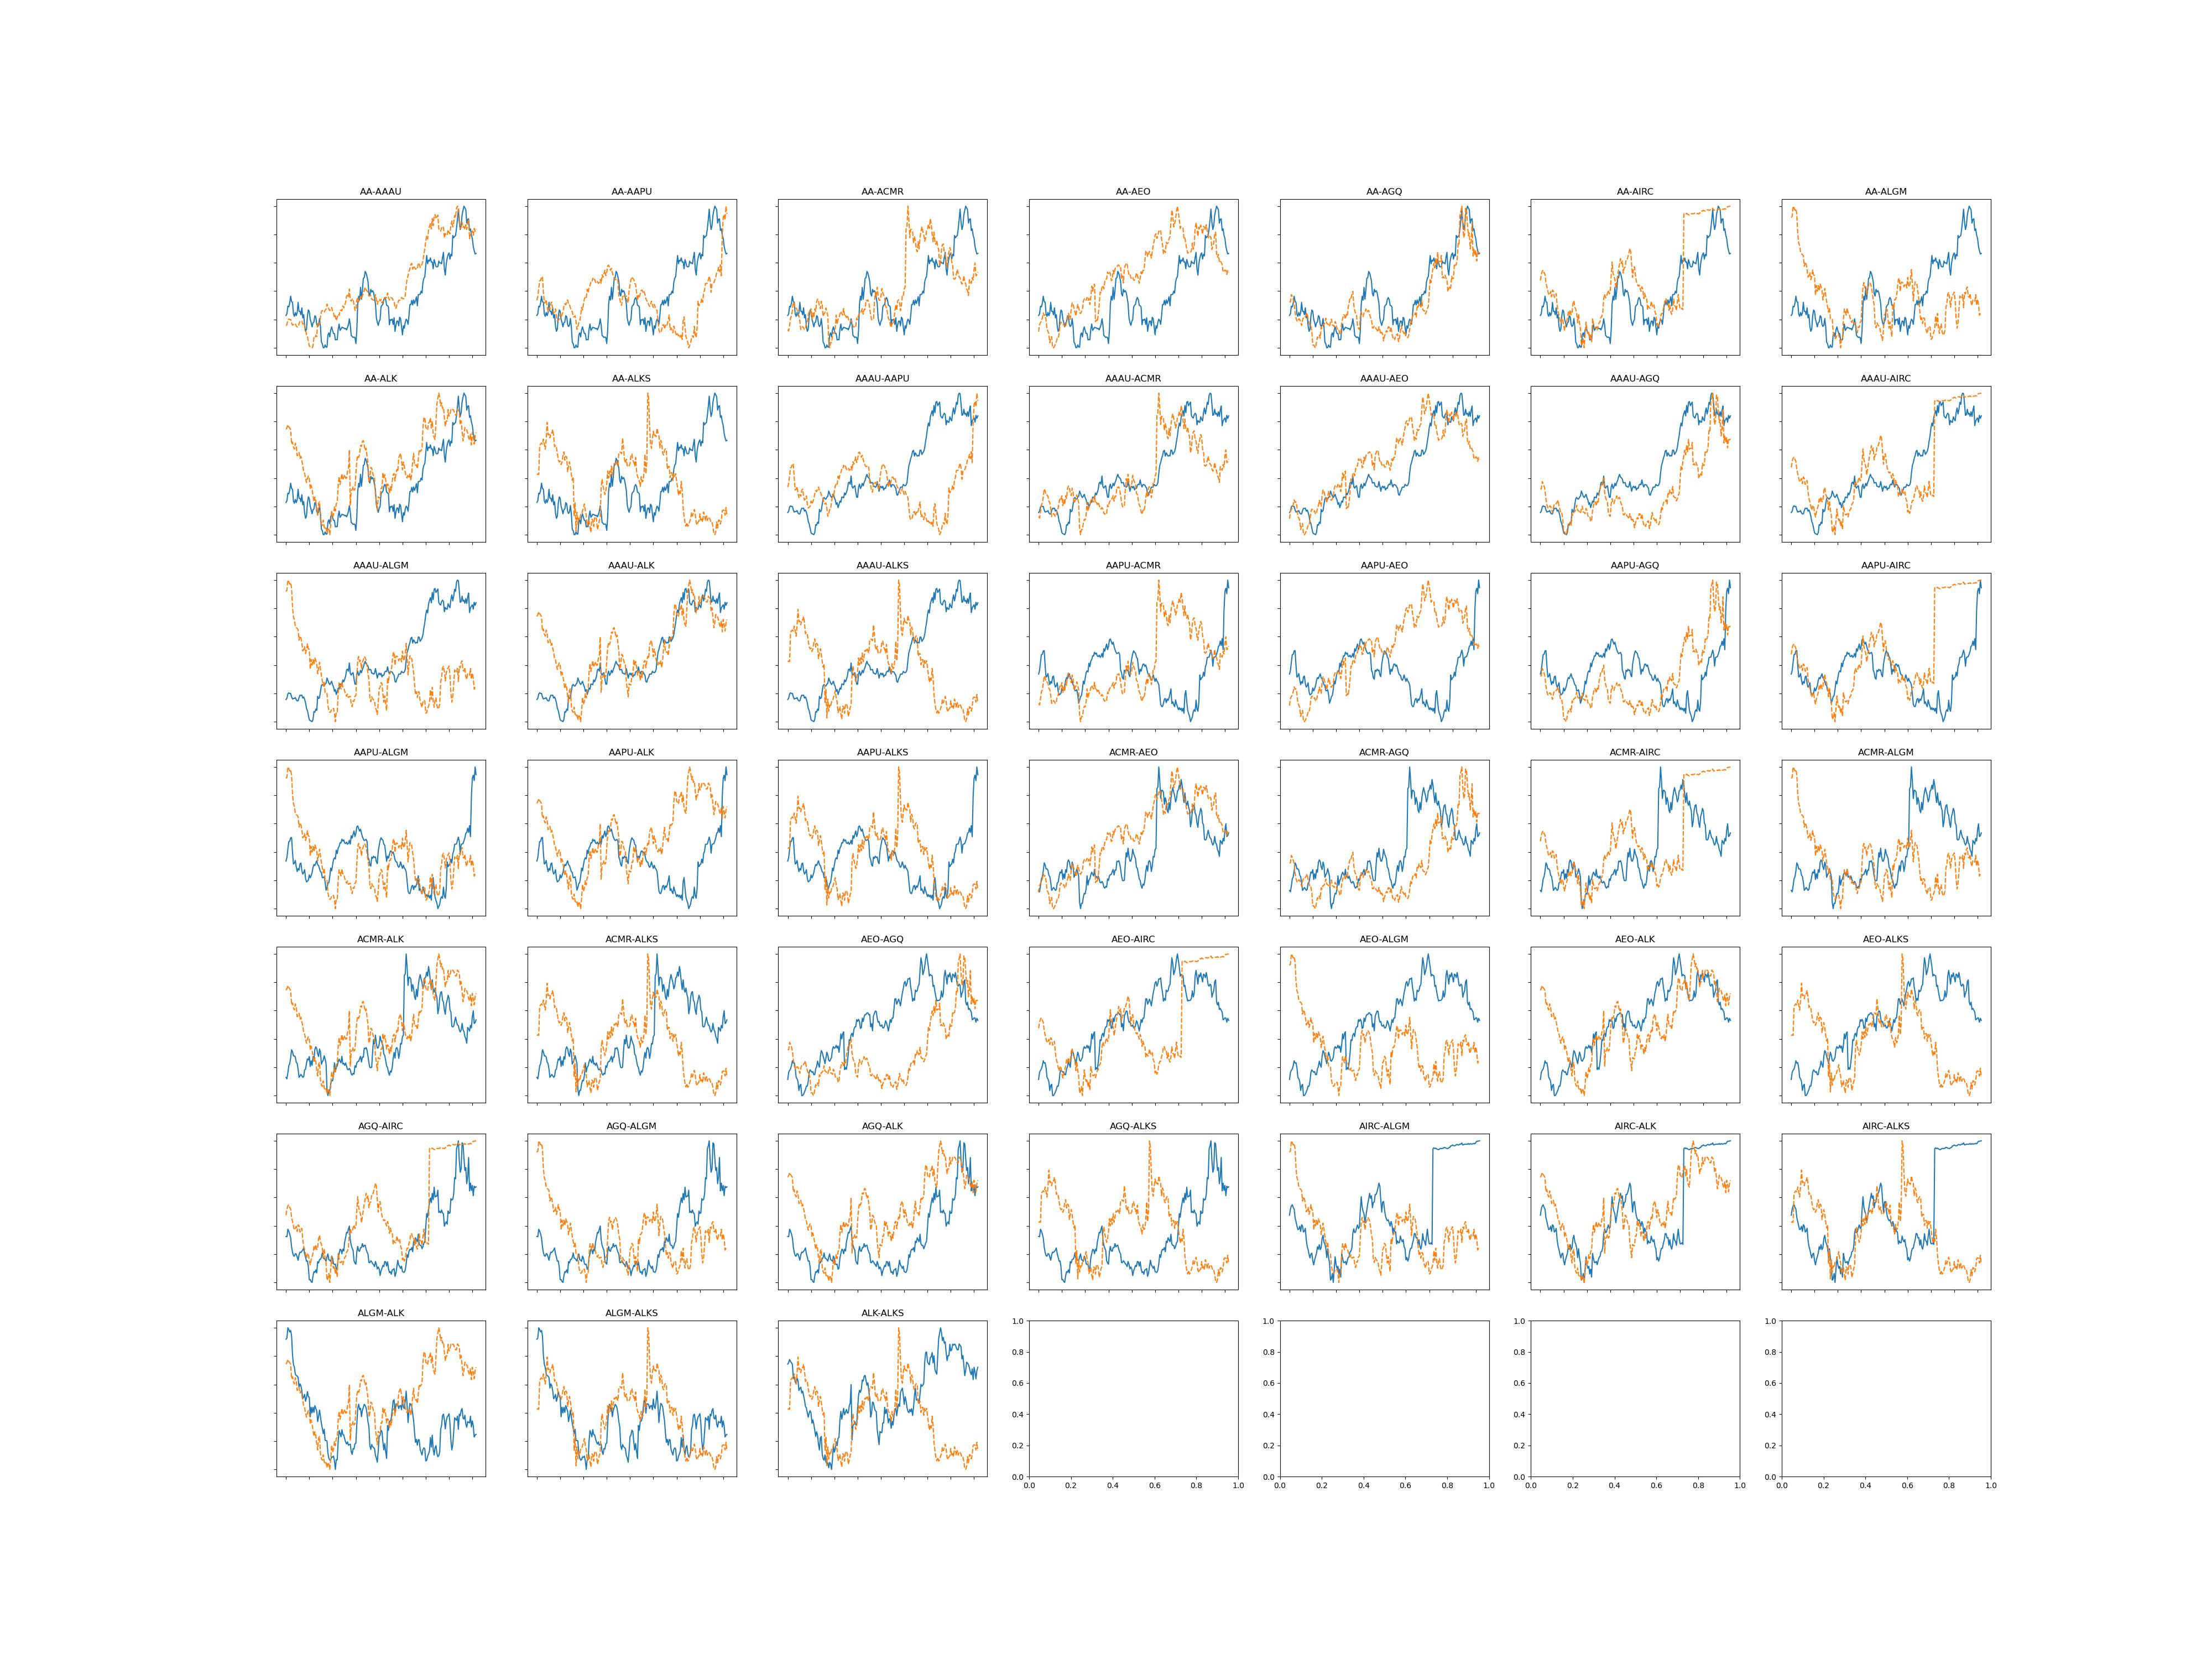 AA-AAAU AA-AAPU AA-ACMR AA-AEO AA-AGQ AA-AIRC AA-ALGM
AA-ALK AA-ALKS AAAU-AAPU AAAU-ACMR AAAU-AEO AAAU-AGQ AAAU-AIRC
AAAU-ALGM AAAU-ALK AAAU-ALKS AAPU-ACMR AAPU-AEO AAPU-AGQ AAPU-AIRC
AAPU-ALGM AAPU-ALK AAPU-ALKS ACMR-AEO ACMR-AGQ ACMR-AIRC ACMR-ALGM
ACMR-ALK ACMR-ALKS AEO-AGQ AEO-AIRC AEO-ALGM AEO-ALK AEO-ALKS
AGQ-AIRC AGQ-ALGM AGQ-ALK AGQ-ALKS AIRC-ALGM AIRC-ALK AIRC-ALKS
ALGM-ALK ALGM-ALKS ALK-ALKS
1.0 1.0 1.0 1.0
0.8 0.8 0.8 0.8
0.6 0.6 0.6 0.6
0.4 0.4 0.4 0.4
0.2 0.2 0.2 0.2
0.0 0.0 0.0 0.0
0.0 0.2 0.4 0.6 0.8 1.0 0.0 0.2 0.4 0.6 0.8 1.0 0.0 0.2 0.4 0.6 0.8 1.0 0.0 0.2 0.4 0.6 0.8 1.0